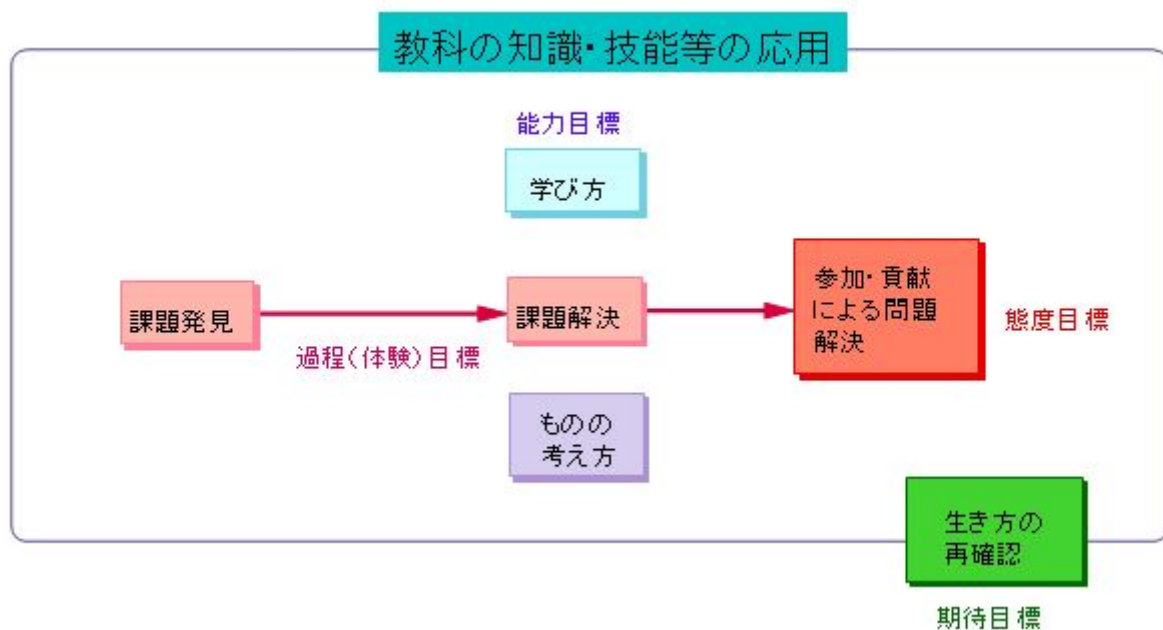 教科の知識・技能等の応用
能力目標
学び方
課題発見
過程(体験)目標
課題解決
参加・貢献
による問題
解決
態度目標
ものの
考え方
生き方の
再確認
期待目標